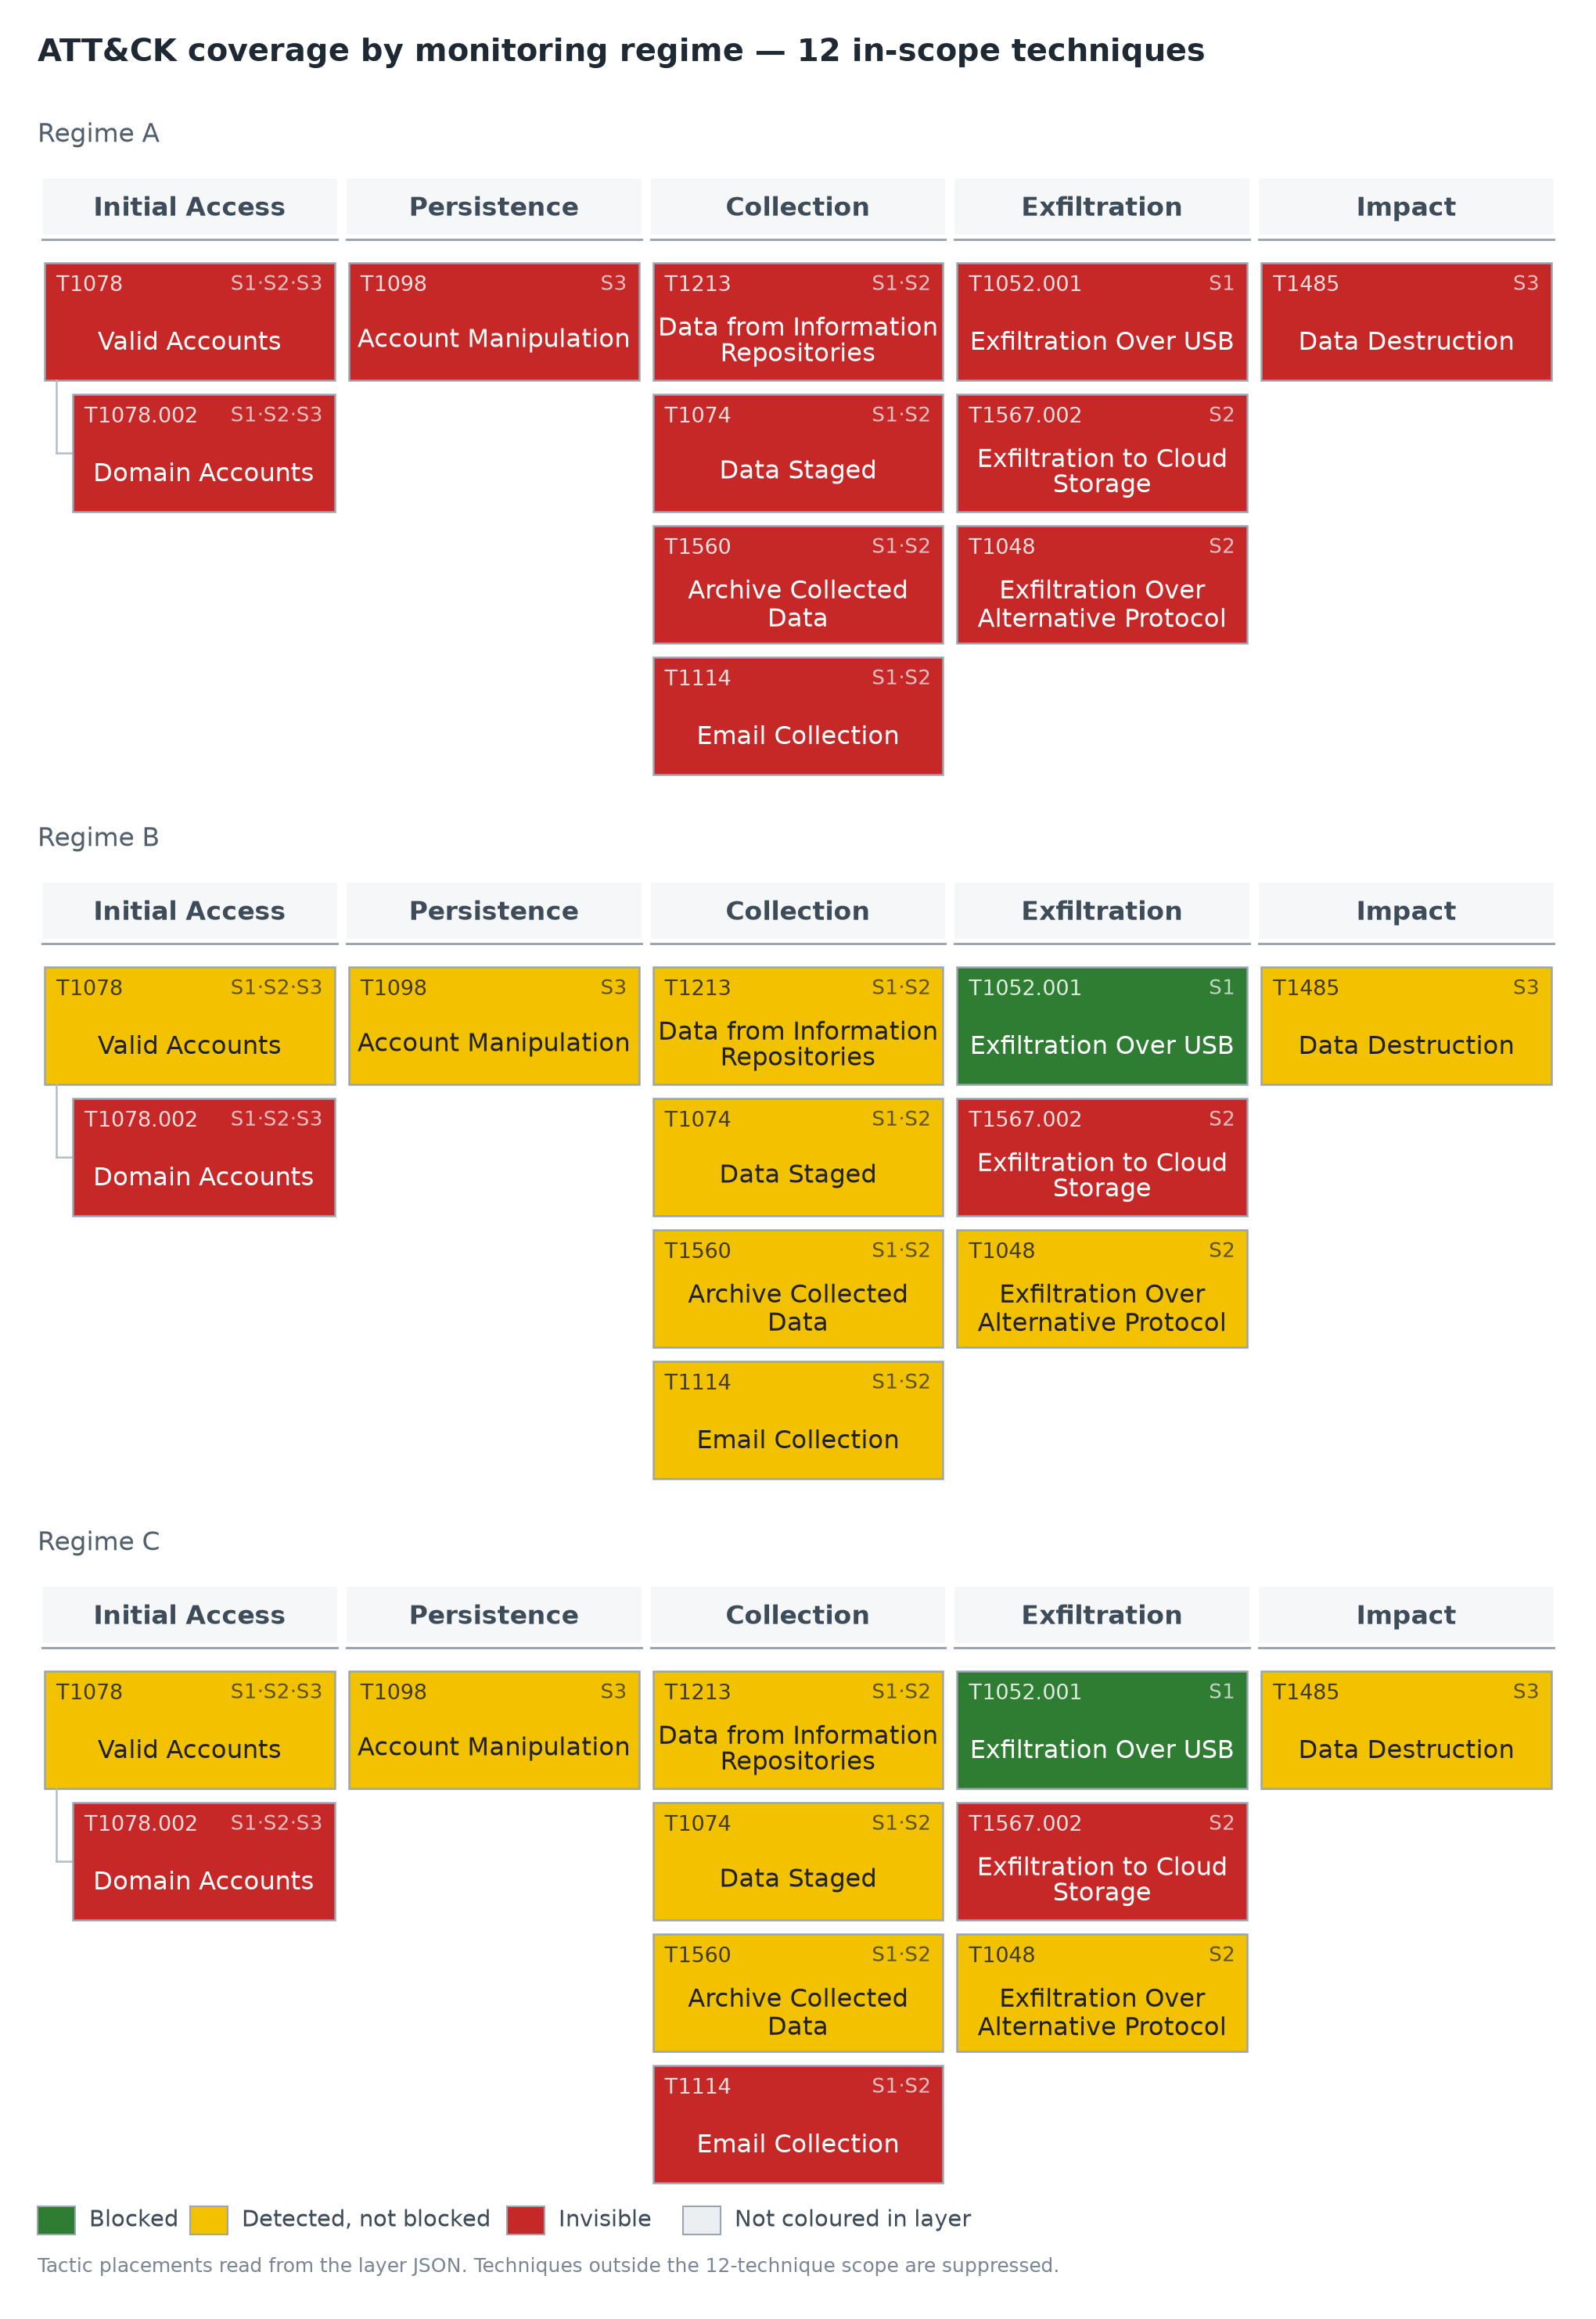 ATT&CK coverage by monitoring regime — 12 in-scope techniques
Regime A
Initial Access
Persistence
Collection
Exfiltration
Impact
T1078 S1·S2·S3
Valid Accounts
T1098 S3
Account Manipulation
T1213 S1·S2
Data from Information
Repositories
T1052.001 S1
Exfiltration Over USB
T1485 S3
Data Destruction
T1078.002 S1·S2·S3
Domain Accounts
T1074 S1·S2
Data Staged
T1567.002 S2
Exfiltration to Cloud
Storage
T1560 S1·S2
Archive Collected
Data
T1048 S2
Exfiltration Over
Alternative Protocol
T1114 S1·S2
Email Collection
Regime B
Initial Access
Persistence
Collection
Exfiltration
Impact
T1078 S1·S2·S3
Valid Accounts
T1098 S3
Account Manipulation
T1213 S1·S2
Data from Information
Repositories
T1052.001 S1
Exfiltration Over USB
T1485 S3
Data Destruction
T1078.002 S1·S2·S3
Domain Accounts
T1074 S1·S2
Data Staged
T1567.002 S2
Exfiltration to Cloud
Storage
T1560 S1·S2
Archive Collected
Data
T1048 S2
Exfiltration Over
Alternative Protocol
T1114 S1·S2
Email Collection
Regime C
Initial Access
Persistence
Collection
Exfiltration
Impact
T1078 S1·S2·S3
Valid Accounts
T1098 S3
Account Manipulation
T1213 S1·S2
Data from Information
Repositories
T1052.001 S1
Exfiltration Over USB
T1485 S3
Data Destruction
T1078.002 S1·S2·S3
Domain Accounts
T1074 S1·S2
Data Staged
T1567.002 S2
Exfiltration to Cloud
Storage
T1560 S1·S2
Archive Collected
Data
T1048 S2
Exfiltration Over
Alternative Protocol
T1114 S1·S2
Email Collection
Blocked
Detected, not blocked
Invisible
Not coloured in layer
Tactic placements read from the layer JSON. Techniques outside the 12-technique scope are suppressed.